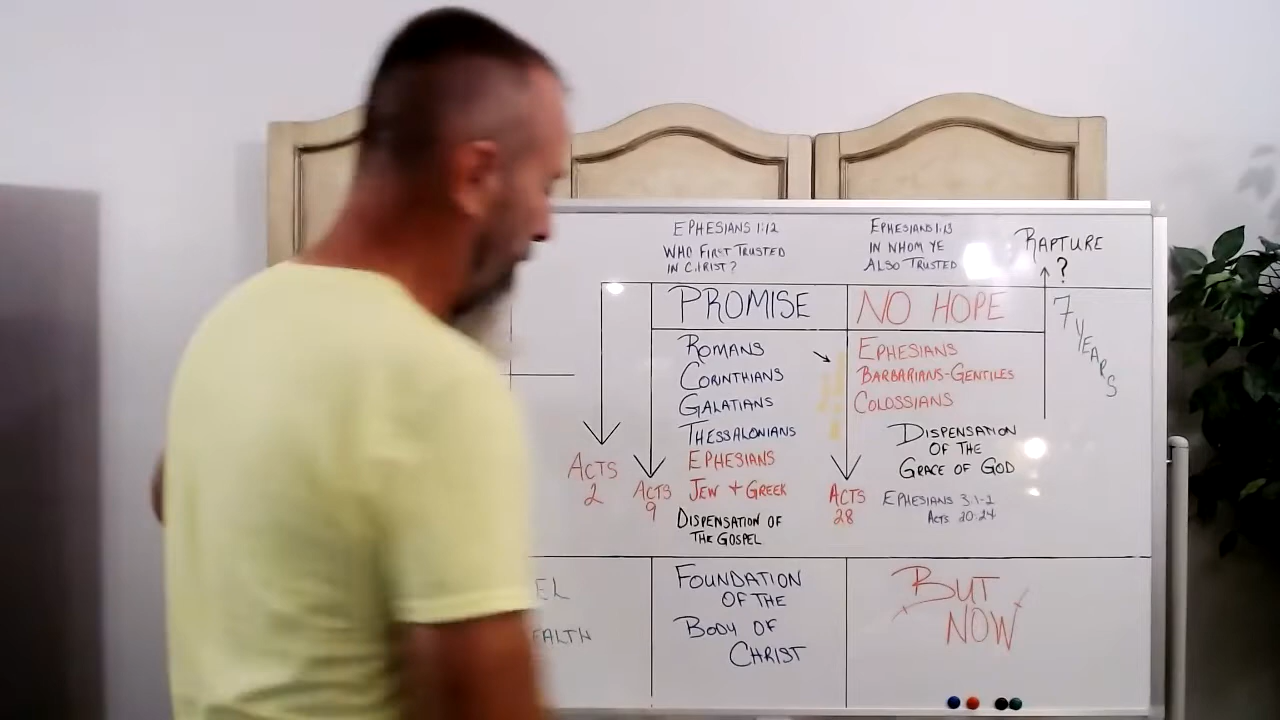 EPHESIANS 1:12
WHO FIRST TRUSTED
IN CHRIST?
EPHESIANS 1:13
IN WHOM YE
ALSO TRUSTED
RAPTURE
?
PROMISE
NO HOPE
7 YEARS
ROMANS
CORINTHIANS
GALATIANS
THESSALONIANS
EPHESIANS
JEW + GREEK
DISPENSATION OF
THE GOSPEL
EPHESIANS
BARBARIANS-GENTILES
COLOSSIANS
DISPENSATION
OF THE
GRACE OF GOD
EPHESIANS 3:1-2
ACTS 20:24
ACTS
2
ACTS
9
ACTS
28
EL
EALTH
FOUNDATION
OF THE
BODY OF
CHRIST
BUT
NOW